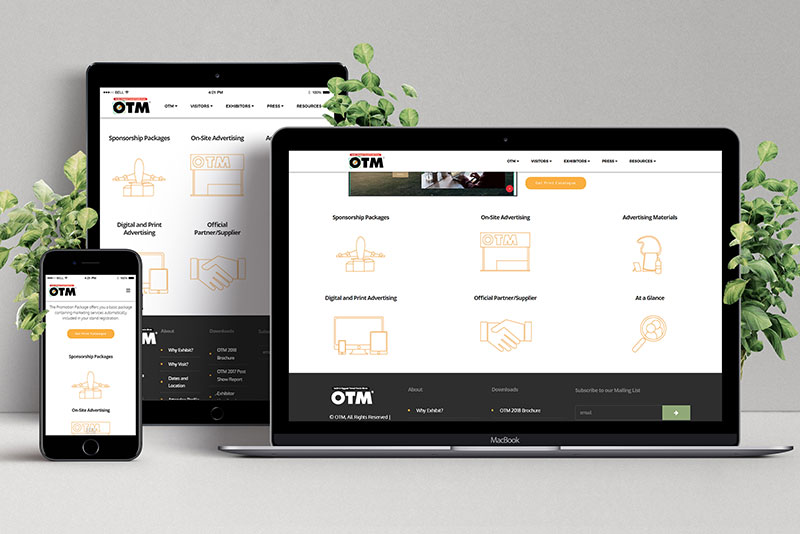 BELL
4:21 PM
100%
OTM
OTM
VISITORS
EXHIBITORS
PRESS
RESOURCES
Sponsorship Packages
On-Site Advertising
OTM
Digital and Print
Advertising
Official
Partner/Supplier
About
Downloads
Why Exhibit?
OTM 2018
Brochure
Why Visit?
OTM 2017 Post
Show Report
Dates and
Location
Exhibitor
BELL
4:21 PM
100%
OTM
The Promotion Package offers you a basic package
containing marketing services automatically
included in your stand registration.
Get Print Catalogue
Sponsorship Packages
On-Site Advertising
OTM
OTM
OTM
VISITORS
EXHIBITORS
PRESS
RESOURCES
Get Print Catalogue
Sponsorship Packages
On-Site Advertising
Advertising Materials
OTM
Digital and Print Advertising
Official Partner/Supplier
At a Glance
OTM
© OTM, All Rights Reserved |
About
Why Exhibit?
Downloads
OTM 2018 Brochure
Subscribe to our Mailing List
email
MacBook